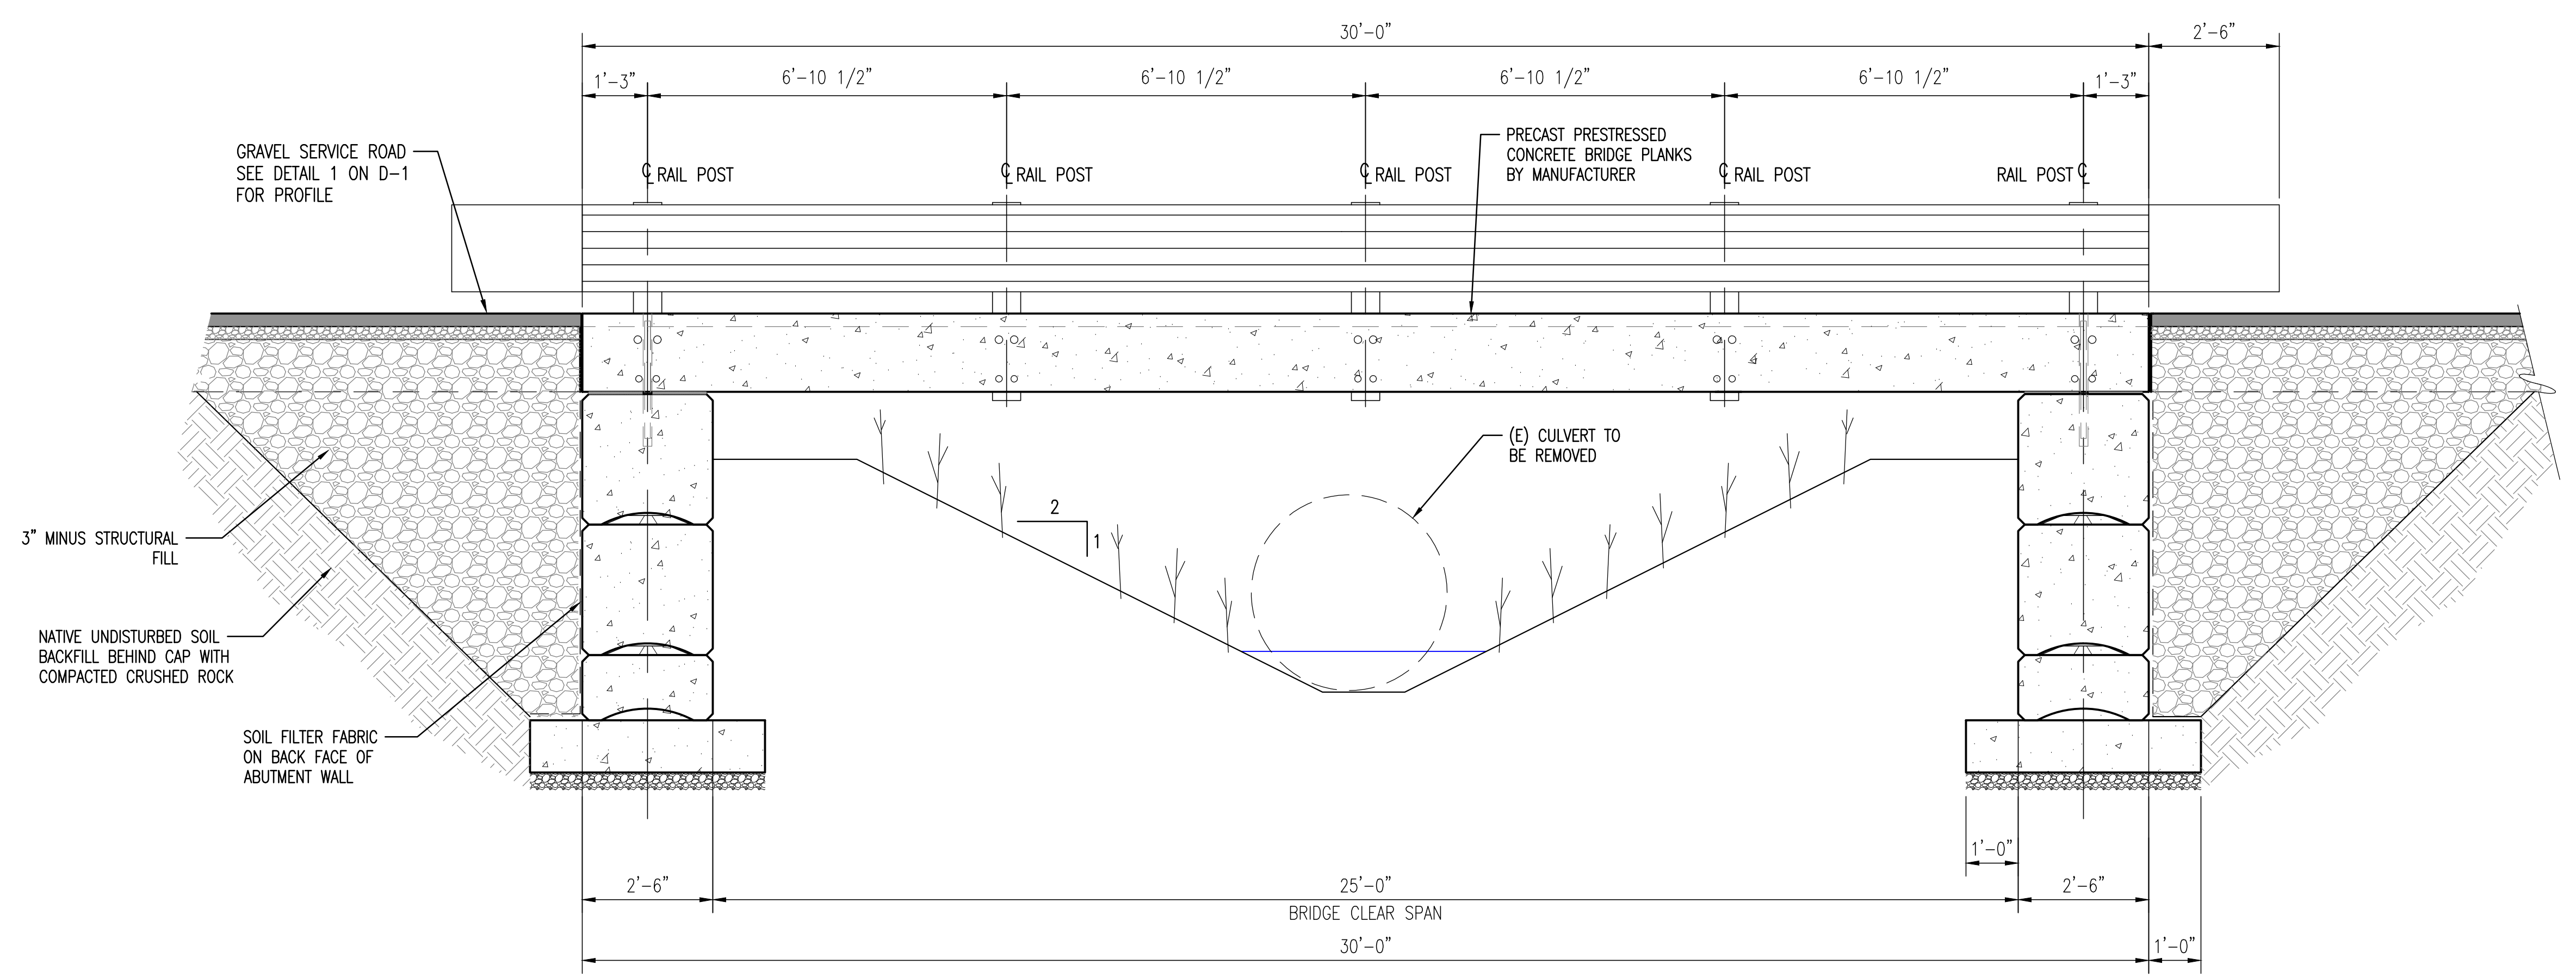 30'-0"
2'-6"
1'-3"
6'-10 1/2"
6'-10 1/2"
6'-10 1/2"
6'-10 1/2"
1'-3"
GRAVEL SERVICE ROAD
SEE DETAIL 1 ON D-1
FOR PROFILE
PRECAST PRESTRESSED
CONCRETE BRIDGE PLANKS
BY MANUFACTURER
℄ RAIL POST
℄ RAIL POST
℄ RAIL POST
℄ RAIL POST
RAIL POST ℄
(E) CULVERT TO
BE REMOVED
2
1
3" MINUS STRUCTURAL
FILL
NATIVE UNDISTURBED SOIL
BACKFILL BEHIND CAP WITH
COMPACTED CRUSHED ROCK
SOIL FILTER FABRIC
ON BACK FACE OF
ABUTMENT WALL
1'-0"
2'-6"
25'-0"
2'-6"
BRIDGE CLEAR SPAN
30'-0"
1'-0"